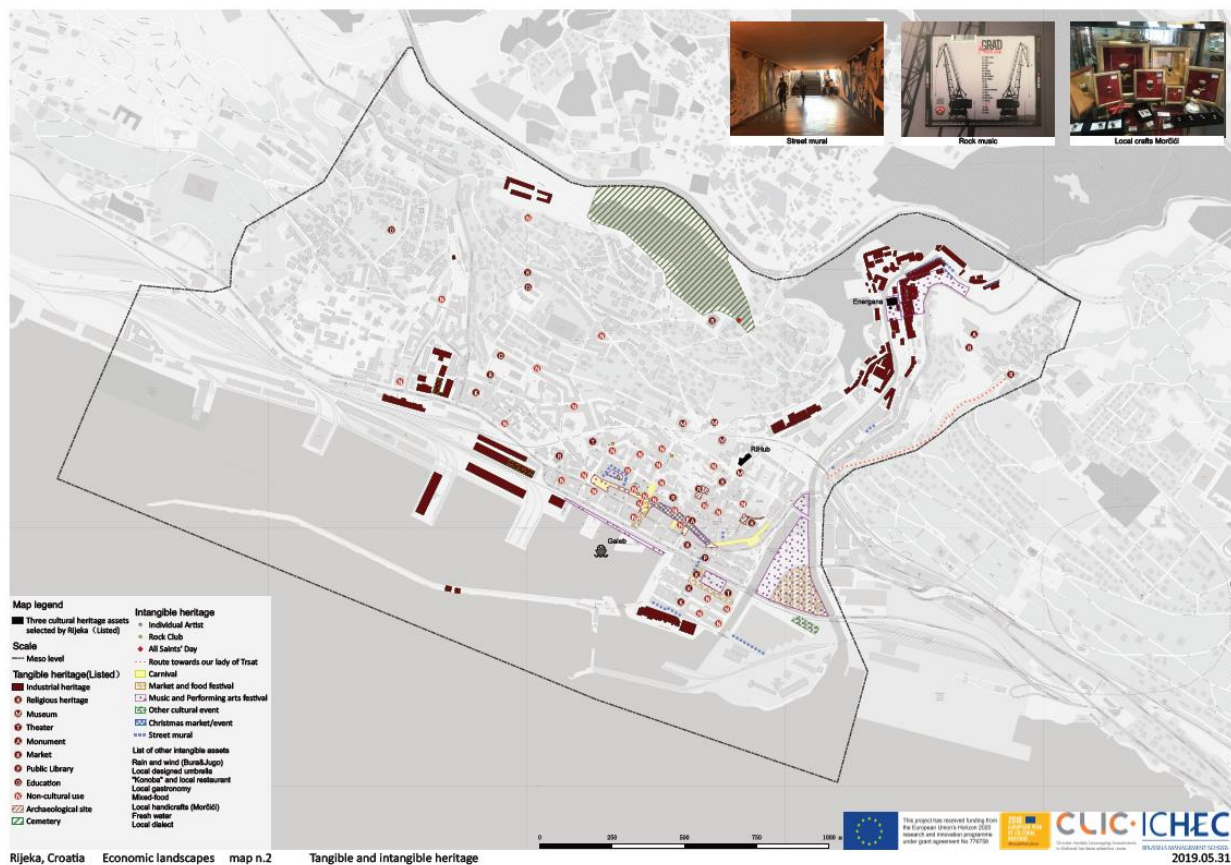 Street mural
GRAD
Rock music
Local crafts Morčići
Energana
RiHub
Galeb
Map legend
Three cultural heritage assets
selected by Rijeka (Listed)
Scale
Meso level
Tangible heritage(Listed)
Industrial heritage
Religious heritage
Museum
Theater
Monument
Market
Public Library
Education
Non-cultural use
Archaeological site
Cemetery
Intangible heritage
Individual Artist
Rock Club
All Saints' Day
Route towards our lady of Trsat
Carnival
Market and food festival
Music and Performing arts festival
Other cultural event
Christmas market/event
Street mural
List of other intangible assets
Rain and wind (Bura&Jugo)
Local designed umbrella
"Konoba" and local restaurant
Local gastronomy
Mixed-food
Local handicrafts (Morčići)
Fresh water
Local dialect
0 250 500 750 1000 m
This project has received funding from
the European Union's Horizon 2020
research and innovation programme
under grant agreement No 776758
2018
EUROPEAN YEAR
OF CULTURAL
HERITAGE
CLIC·ICHEC
BRUSSELS MANAGEMENT SCHOOL
Rijeka, Croatia Economic landscapes map n.2 Tangible and intangible heritage
2019.05.31